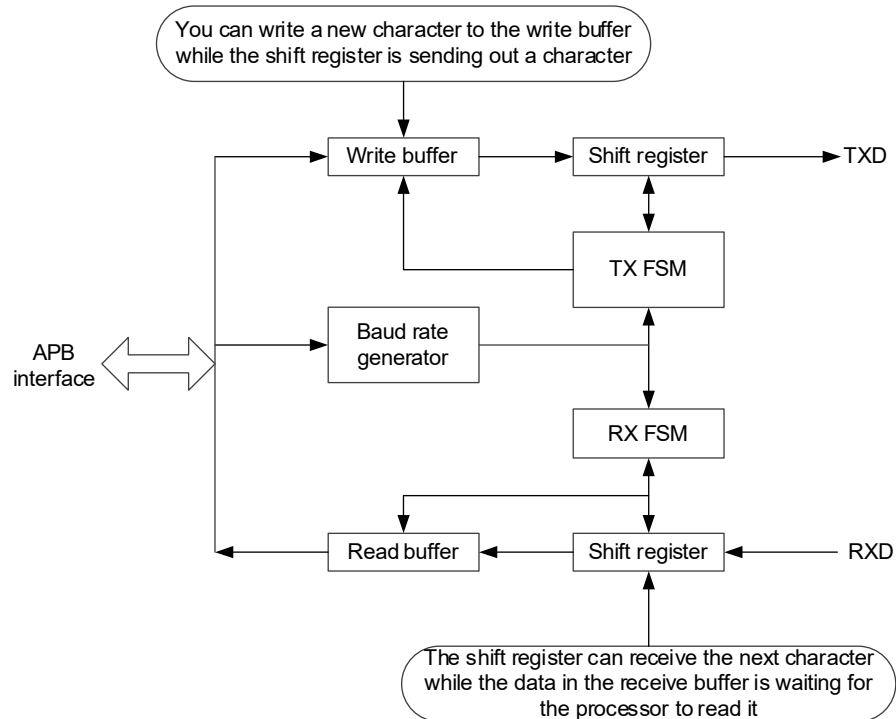 You can write a new character to the write buffer
while the shift register is sending out a character
Write buffer
Shift register
TXD
TX FSM
Baud rate
generator
APB
interface
RX FSM
Read buffer
Shift register
RXD
The shift register can receive the next character
while the data in the receive buffer is waiting for
the processor to read it